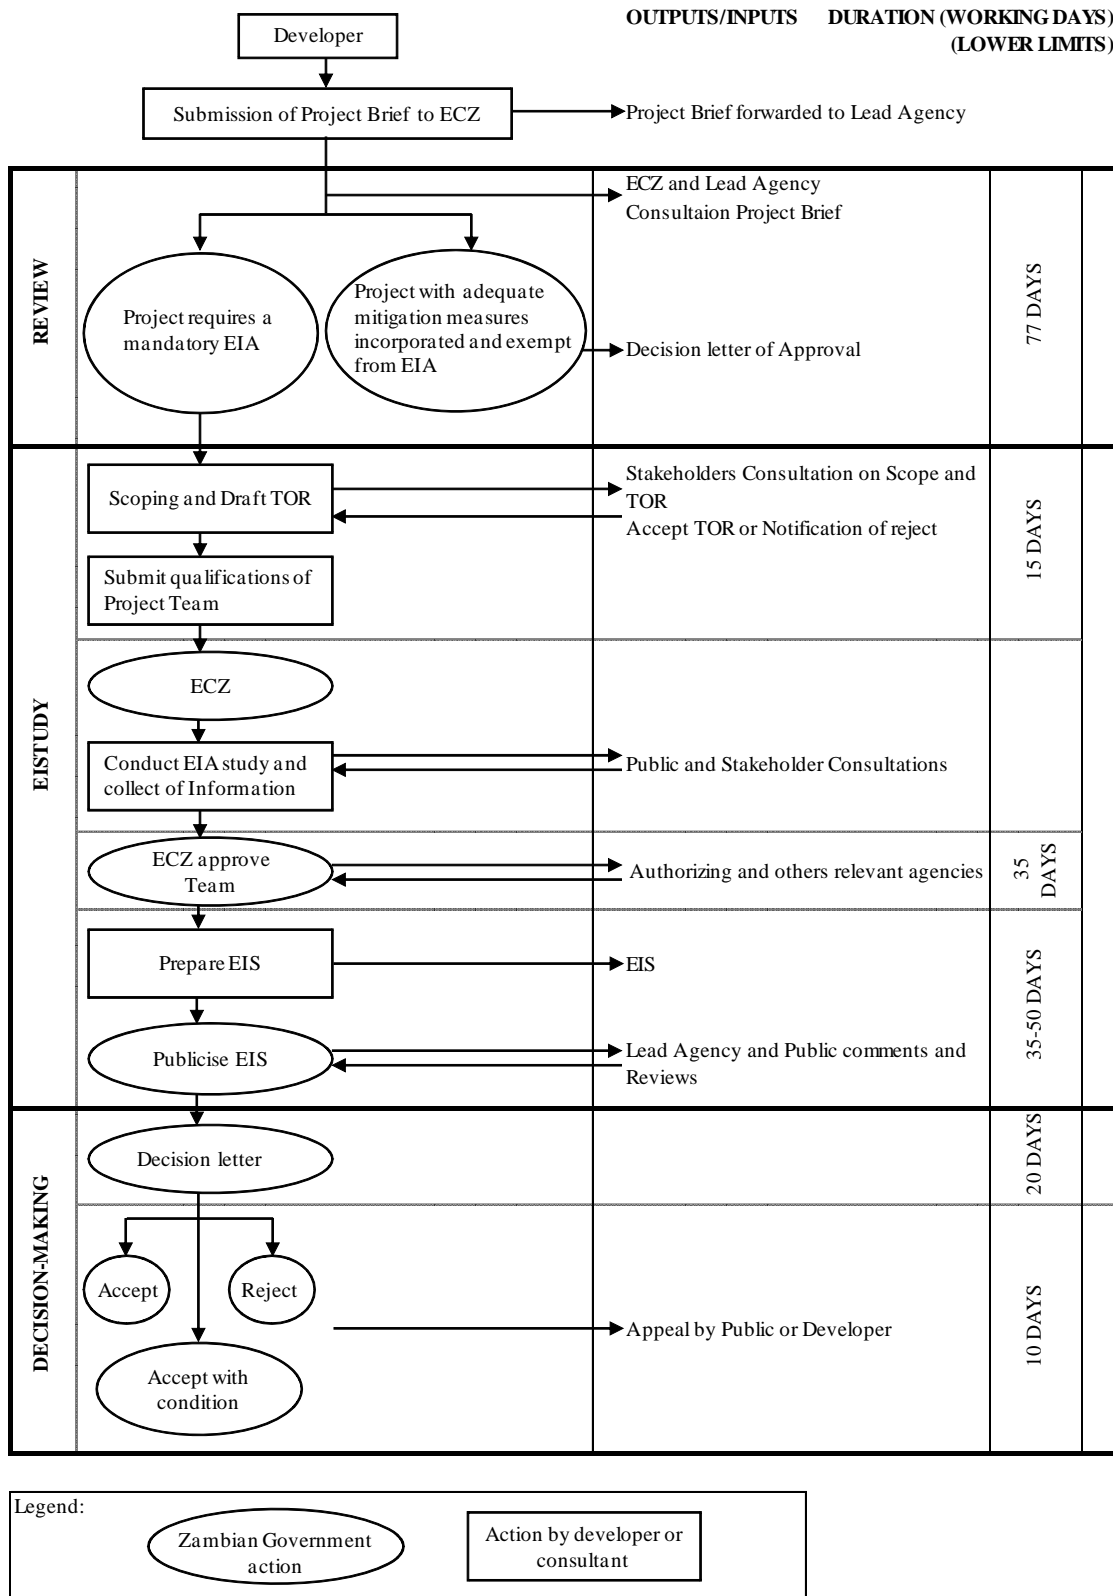 OUTPUTS/INPUTS DURATION (WORKING DAYS)
(LOWER LIMITS)
Developer
Submission of Project Brief to ECZ
Project Brief forwarded to Lead Agency
REVIEW
ECZ and Lead Agency
Consultaion Project Brief
Project requires a
mandatory EIA
Project with adequate
mitigation measures
incorporated and exempt
from EIA
Decision letter of Approval
77 DAYS
EISTUDY
Scoping and Draft TOR
Stakeholders Consultation on Scope and
TOR
Accept TOR or Notification of reject
Submit qualifications of
Project Team
15 DAYS
ECZ
Conduct EIA study and
collect of Information
Public and Stakeholder Consultations
ECZ approve
Team
Authorizing and others relevant agencies
35
DAYS
Prepare EIS
EIS
Publicise EIS
Lead Agency and Public comments and
Reviews
35-50 DAYS
DECISION-MAKING
Decision letter
20 DAYS
Accept
Reject
Accept with
condition
Appeal by Public or Developer
10 DAYS
Legend:
Zambian Government
action
Action by developer or
consultant